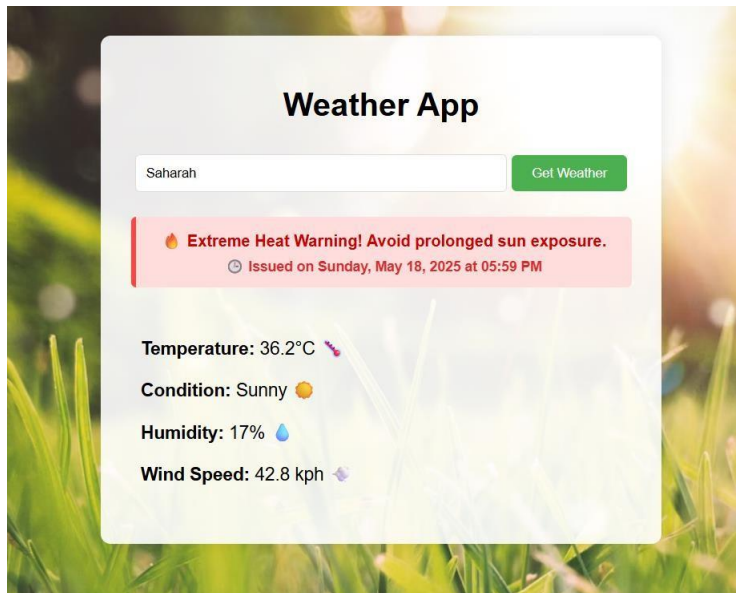 Weather App
Saharah
Get Weather
🔥 Extreme Heat Warning! Avoid prolonged sun exposure.
🕒 Issued on Sunday, May 18, 2025 at 05:59 PM
Temperature: 36.2°C 🌡️
Condition: Sunny ☀️
Humidity: 17% 💧
Wind Speed: 42.8 kph 💨